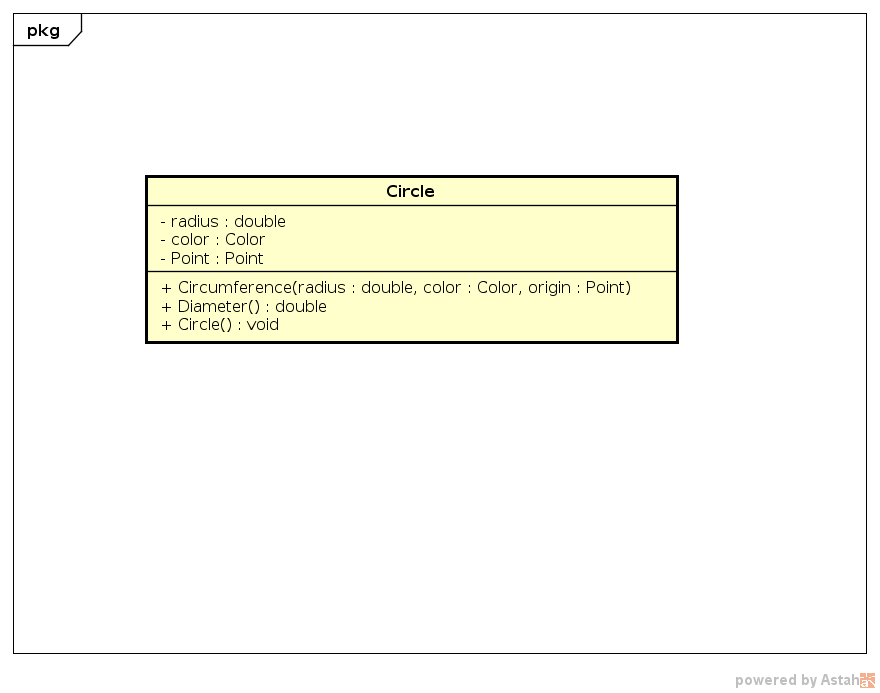 pkg
Circle
- radius : double
- color : Color
- Point : Point
+ Circumference(radius : double, color : Color, origin : Point)
+ Diameter() : double
+ Circle() : void
powered by Astah